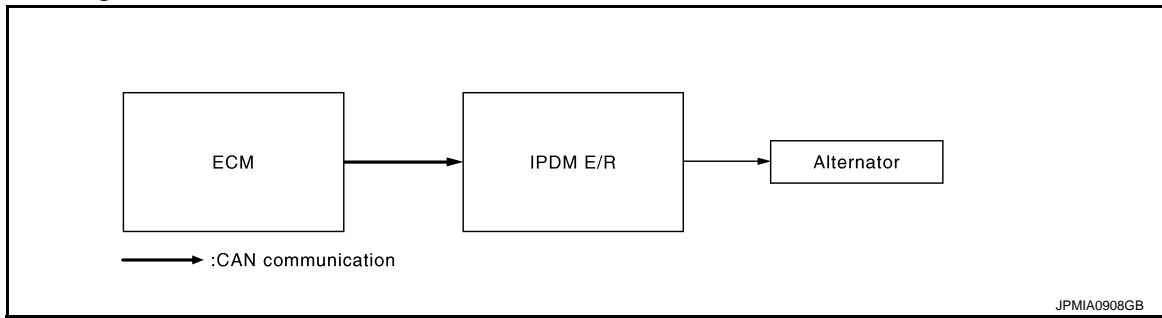 ECM
IPDM E/R
Alternator
:CAN communication
JPMIA0908GB